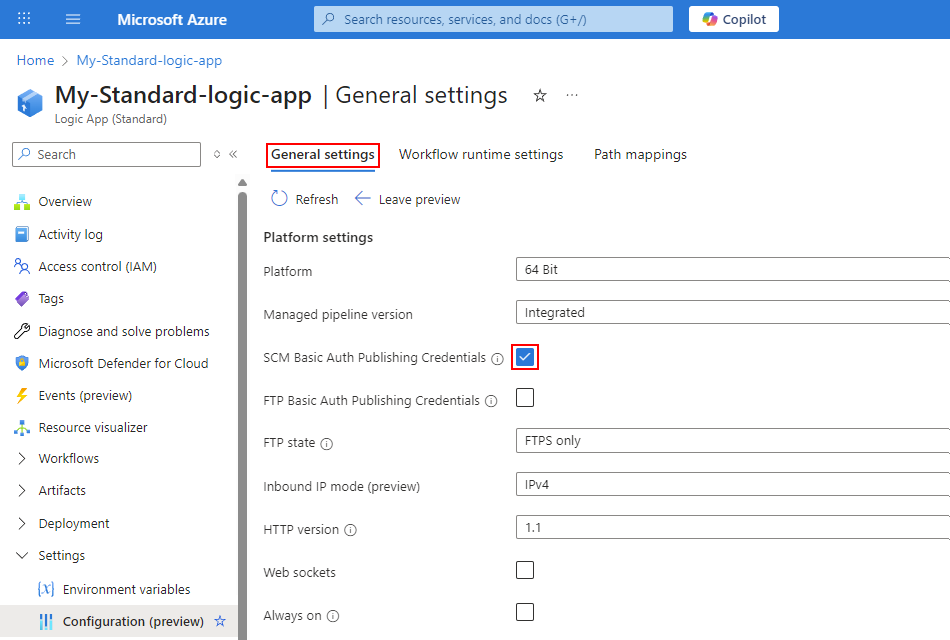 Microsoft Azure
Search resources, services, and docs (G+/)
Copilot
Home > My-Standard-logic-app
My-Standard-logic-app | General settings ☆ ...
Logic App (Standard)
Search
General settings Workflow runtime settings Path mappings
Refresh Leave preview
Overview
Activity log
Access control (IAM)
Tags
Diagnose and solve problems
Microsoft Defender for Cloud
Events (preview)
Resource visualizer
Workflows
Artifacts
Deployment
Settings
Environment variables
Configuration (preview)
Platform settings
Platform 64 Bit
Managed pipeline version Integrated
SCM Basic Auth Publishing Credentials
FTP Basic Auth Publishing Credentials
FTP state FTPS only
Inbound IP mode (preview) IPv4
HTTP version 1.1
Web sockets
Always on